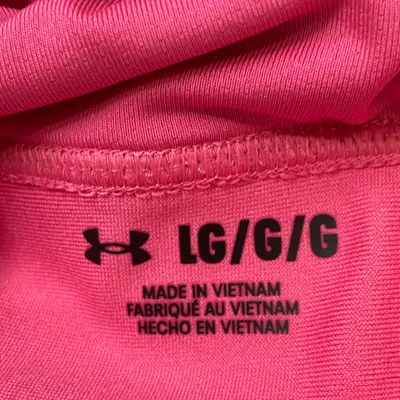 LG/G/G
MADE IN VIETNAM
FABRIQUÉ AU VIETNAM
HECHO EN VIETNAM